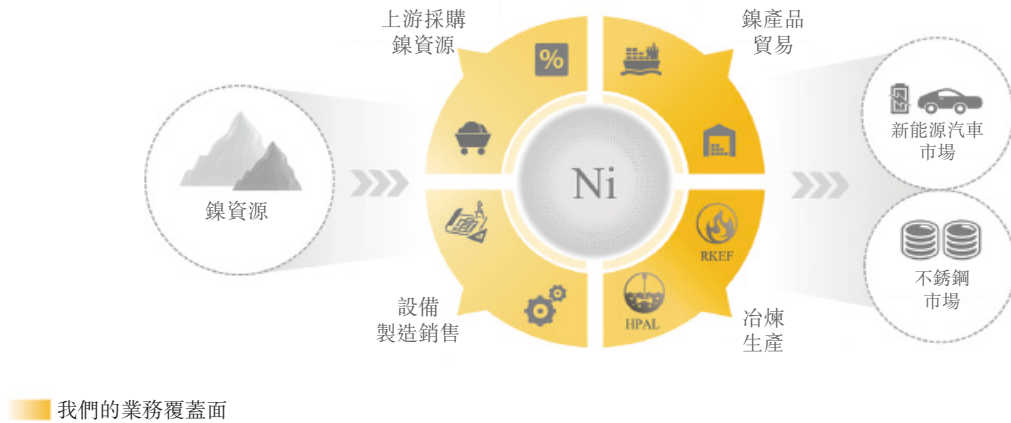 上游採購
鎳資源
鎳產品
貿易
%
新能源汽車
市場
Ni
鎳資源
RKEF
不銹鋼
市場
設備
製造銷售
HPAL
冶煉
生產
我們的業務覆蓋面